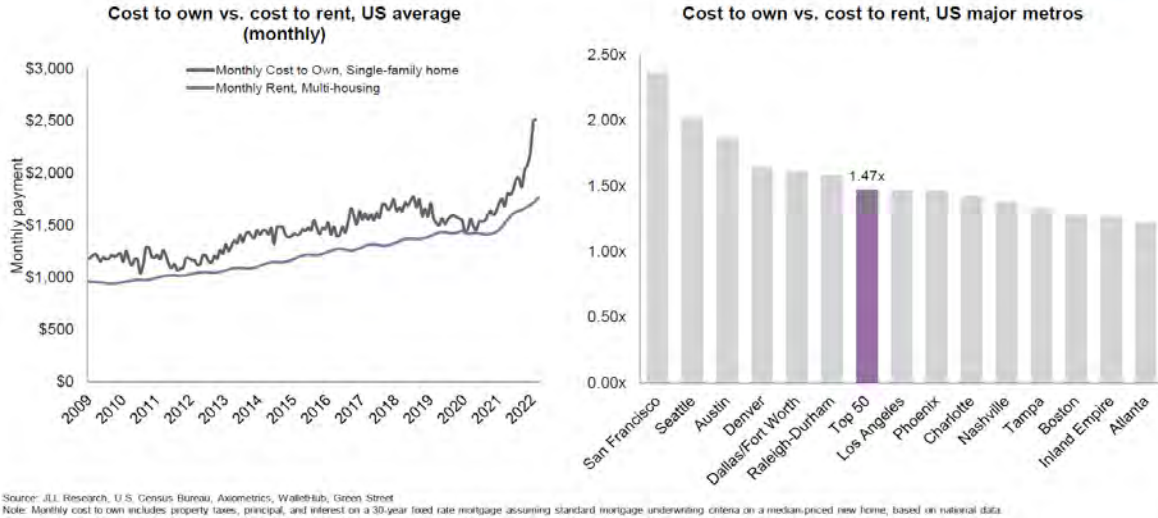 Cost to own vs. cost to rent, US average
(monthly)
$3,000
$2,500
$2,000
$1,500
$1,000
$500
$0
Monthly payment
Monthly Cost to Own, Single-family home
Monthly Rent, Multi-housing
2009
2010
2011
2012
2013
2014
2015
2016
2017
2018
2019
2020
2021
2022
Cost to own vs. cost to rent, US major metros
2.50x
2.00x
1.50x
1.00x
0.50x
0.00x
1.47x
San Francisco
Seattle
Austin
Denver
Dallas/Fort Worth
Raleigh-Durham
Top 50
Los Angeles
Phoenix
Charlotte
Nashville
Tampa
Boston
Inland Empire
Atlanta
Source: JLL Research, U.S. Census Bureau, Axiometrics, WalletHub, Green Street
Note: Monthly cost to own includes property taxes, principal, and interest on a 30-year fixed rate mortgage assuming standard mortgage underwriting criteria on a median-priced new home, based on national data.